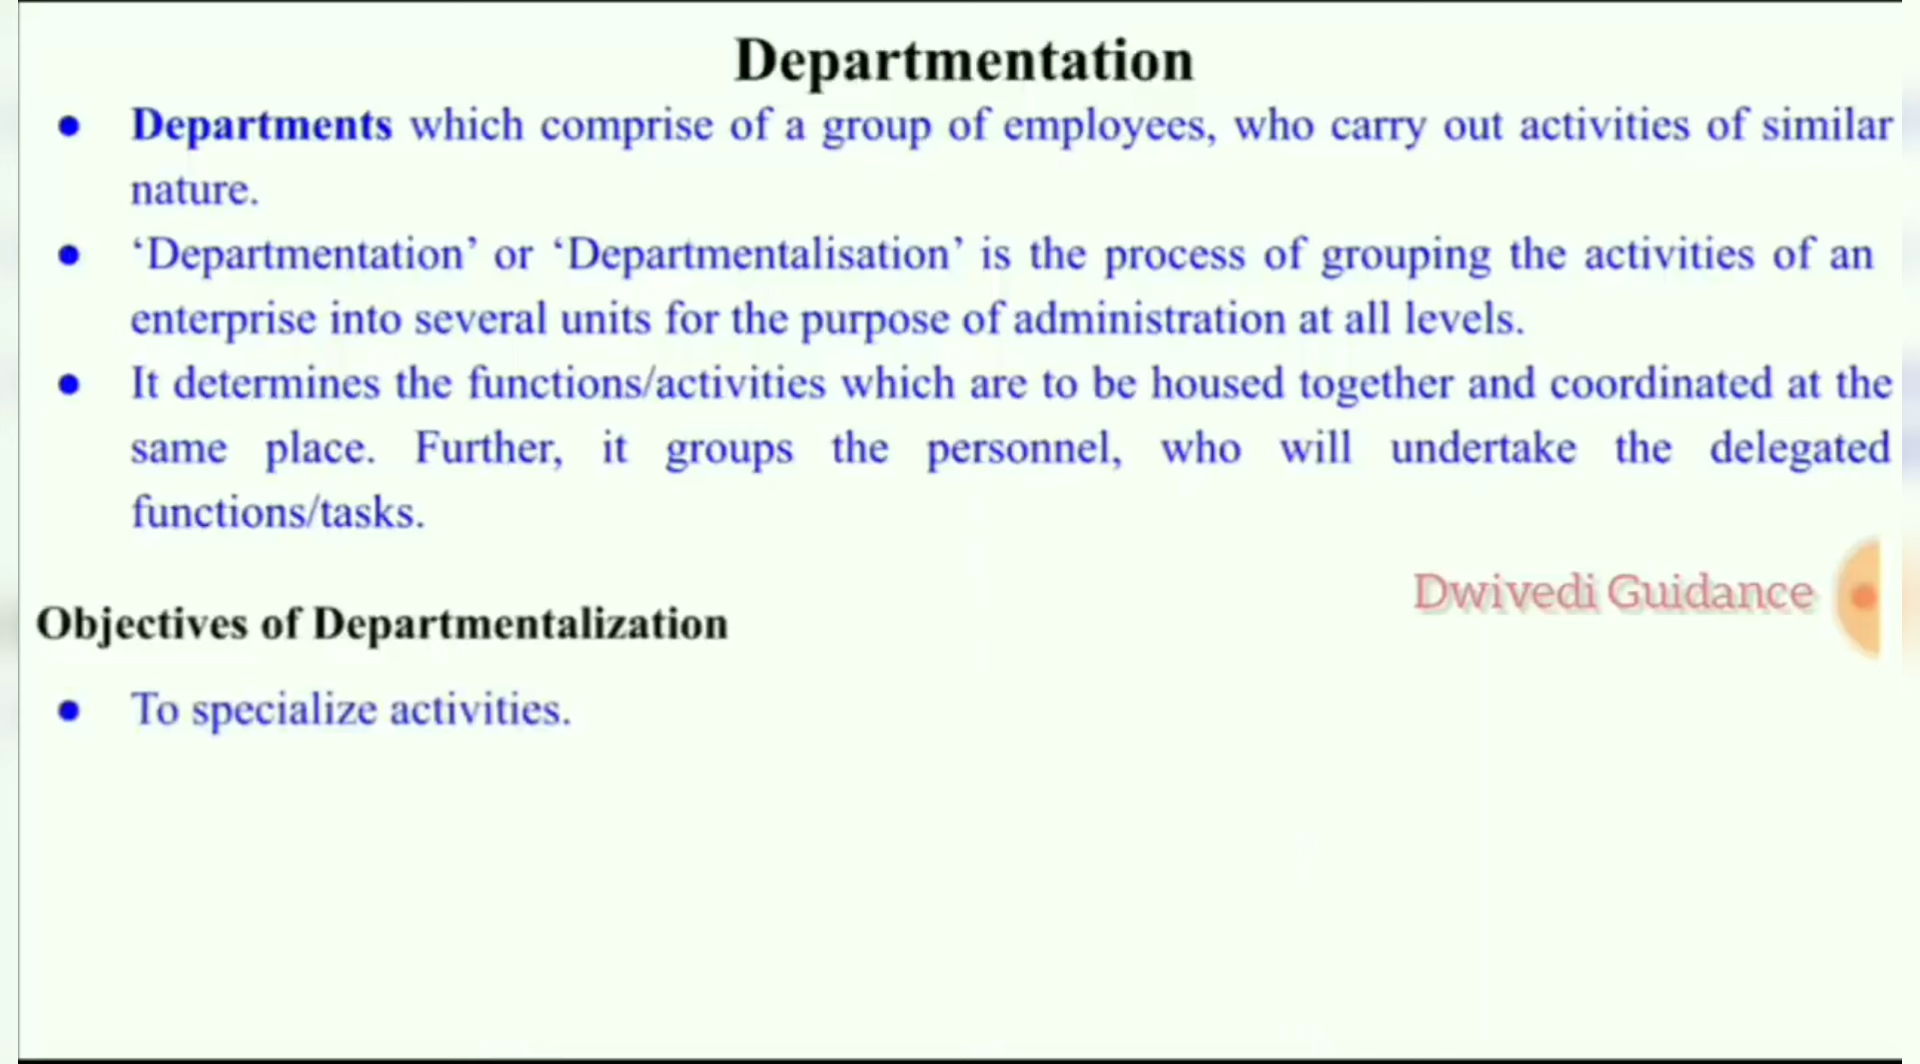 Departmentation
● Departments which comprise of a group of employees, who carry out activities of similar
nature.
● ‘Departmentation’ or ‘Departmentalisation’ is the process of grouping the activities of an
enterprise into several units for the purpose of administration at all levels.
● It determines the functions/activities which are to be housed together and coordinated at the
same place. Further, it groups the personnel, who will undertake the delegated
functions/tasks.
Dwivedi Guidance
Objectives of Departmentalization
● To specialize activities.